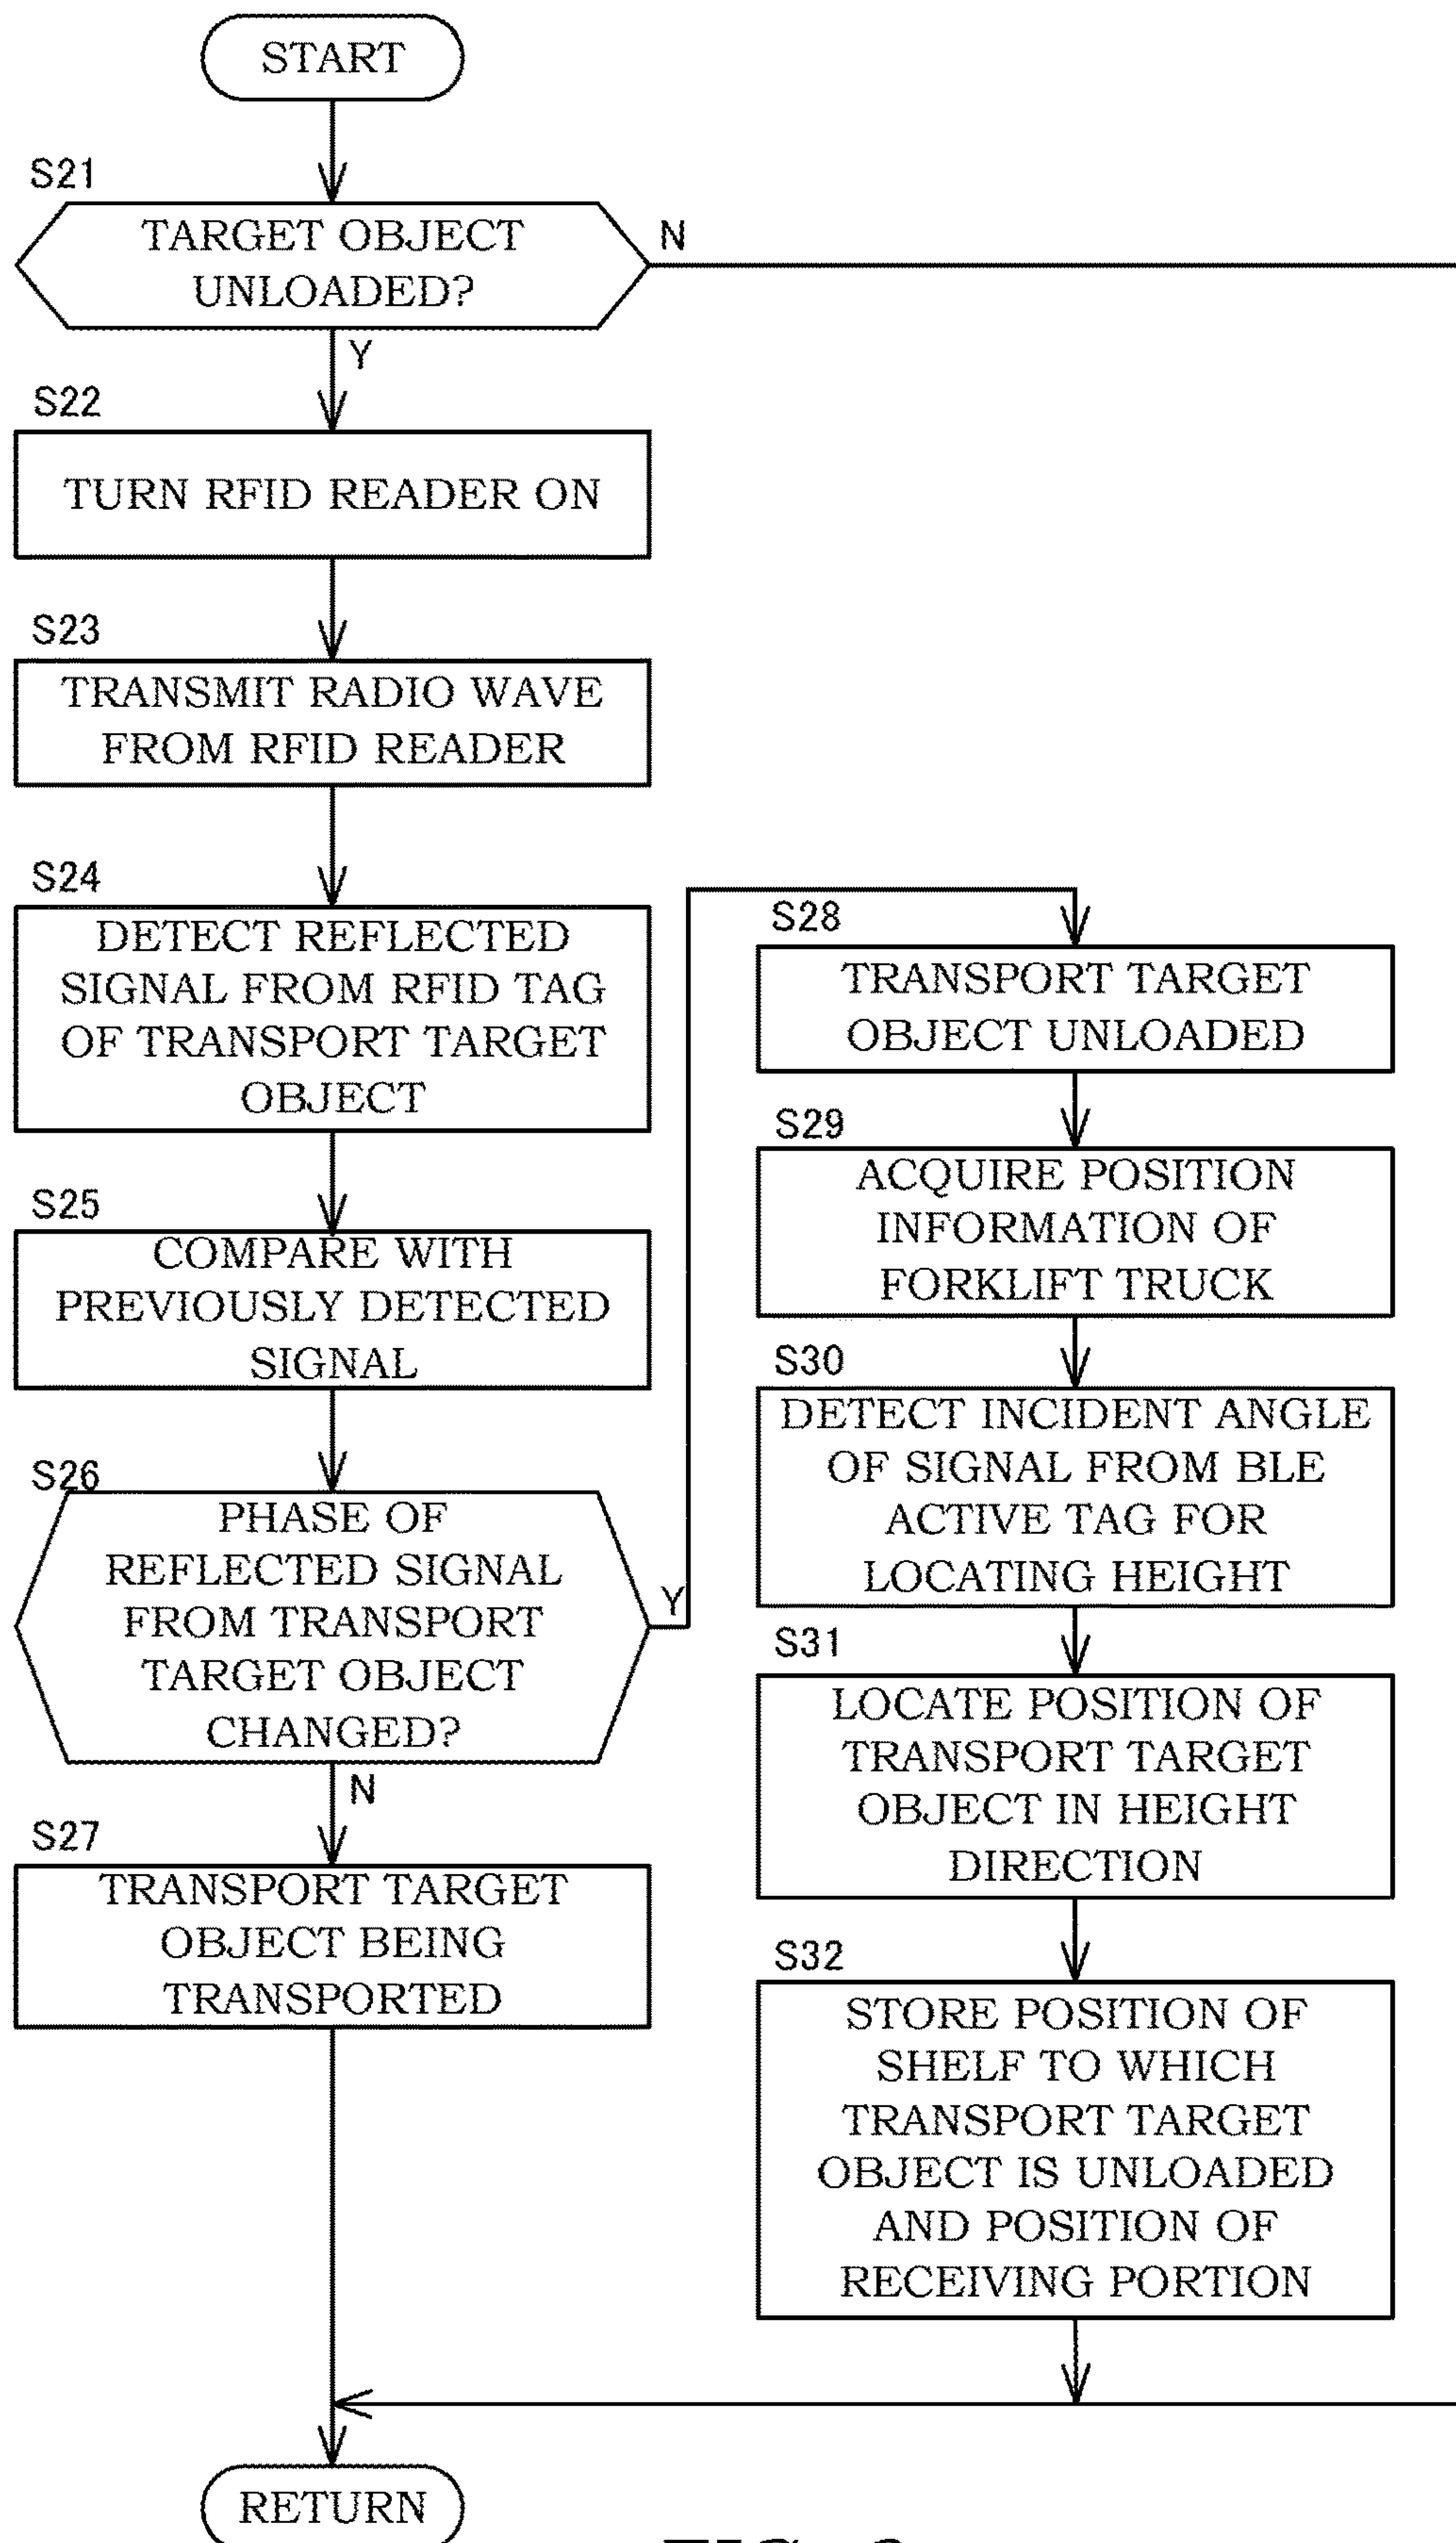 START
S21
TARGET OBJECT
UNLOADED?
N
Y
S22
TURN RFID READER ON
S23
TRANSMIT RADIO WAVE
FROM RFID READER
S24
DETECT REFLECTED
SIGNAL FROM RFID TAG
OF TRANSPORT TARGET
OBJECT
S25
COMPARE WITH
PREVIOUSLY DETECTED
SIGNAL
S26
PHASE OF
REFLECTED SIGNAL
FROM TRANSPORT
TARGET OBJECT
CHANGED?
Y
N
S27
TRANSPORT TARGET
OBJECT BEING
TRANSPORTED
S28
TRANSPORT TARGET
OBJECT UNLOADED
S29
ACQUIRE POSITION
INFORMATION OF
FORKLIFT TRUCK
S30
DETECT INCIDENT ANGLE
OF SIGNAL FROM BLE
ACTIVE TAG FOR
LOCATING HEIGHT
S31
LOCATE POSITION OF
TRANSPORT TARGET
OBJECT IN HEIGHT
DIRECTION
S32
STORE POSITION OF
SHELF TO WHICH
TRANSPORT TARGET
OBJECT IS UNLOADED
AND POSITION OF
RECEIVING PORTION
RETURN